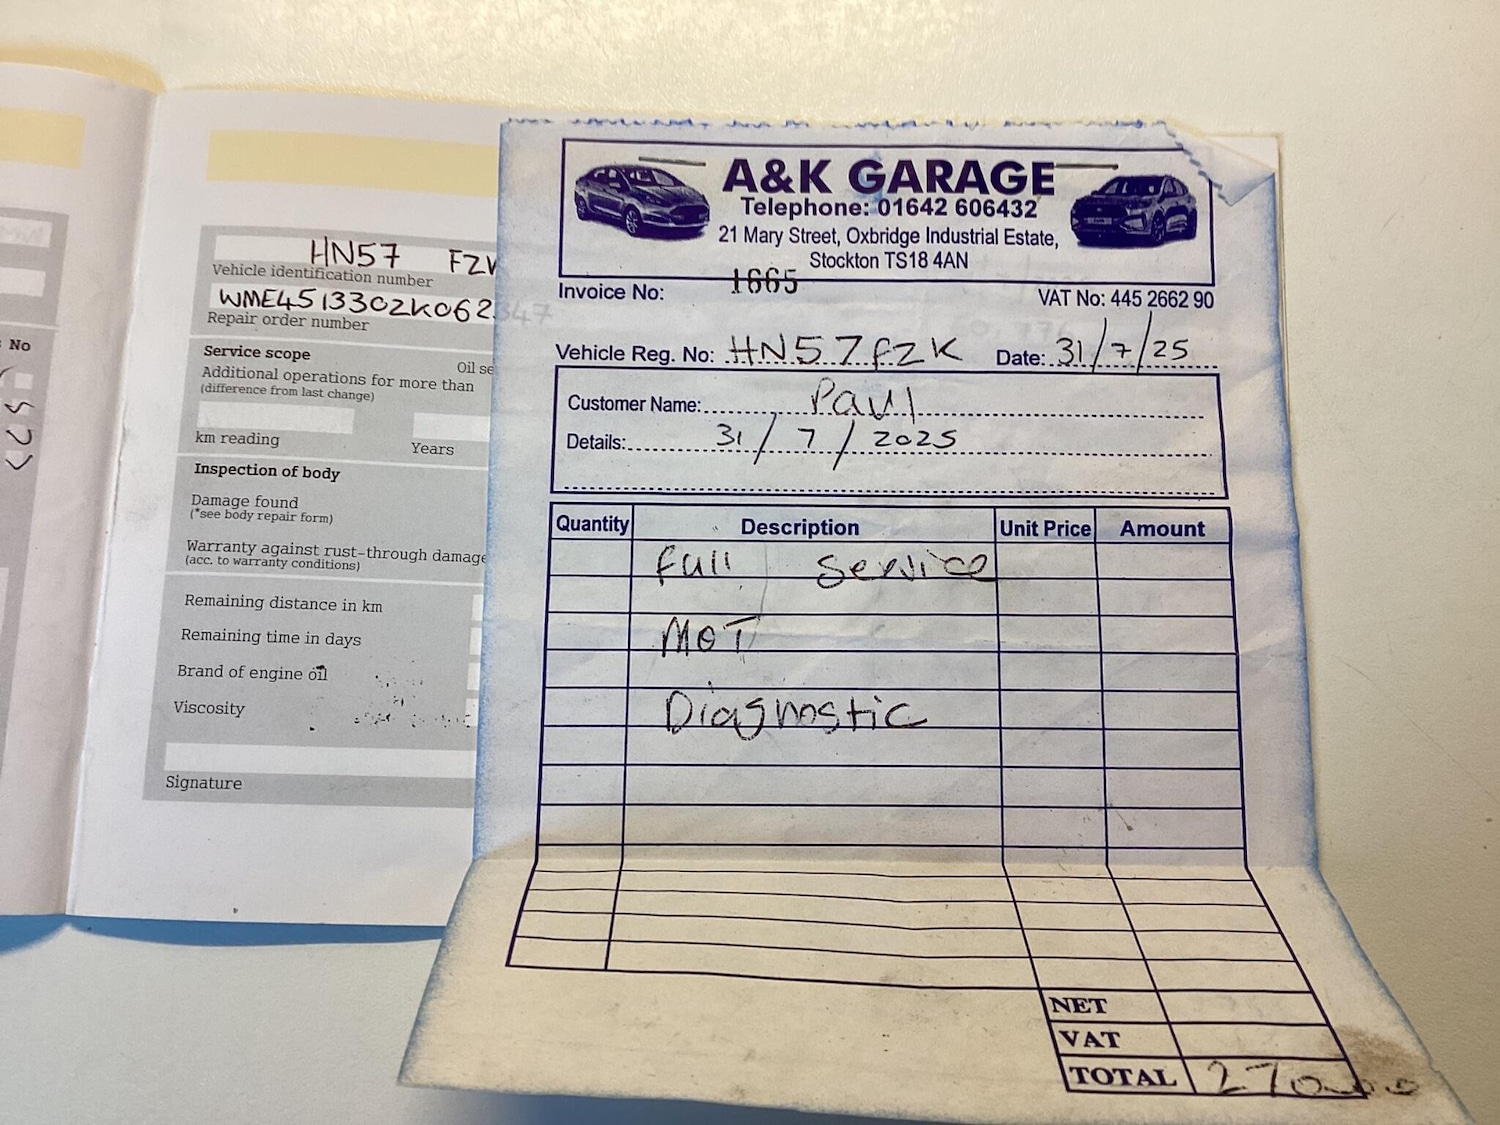 No
HN57 FZK
Vehicle identification number
WME4513302K062347
Repair order number
Service scope
Oil se
Additional operations for more than
(difference from last change)
km reading
Years
Inspection of body
Damage found
(*see body repair form)
Warranty against rust-through damage
(acc. to warranty conditions)
Remaining distance in km
Remaining time in days
Brand of engine oil
Viscosity
Signature
A&K GARAGE
Telephone: 01642 606432
21 Mary Street, Oxbridge Industrial Estate,
Stockton TS18 4AN
Invoice No: 1665
VAT No: 445 2662 90
Vehicle Reg. No: HN57FZK Date: 31/7/25
Customer Name: Paul
Details: 31/7/2025
Quantity Description Unit Price Amount
Full Service
MOT
Diagnostic
NET
VAT
TOTAL 270